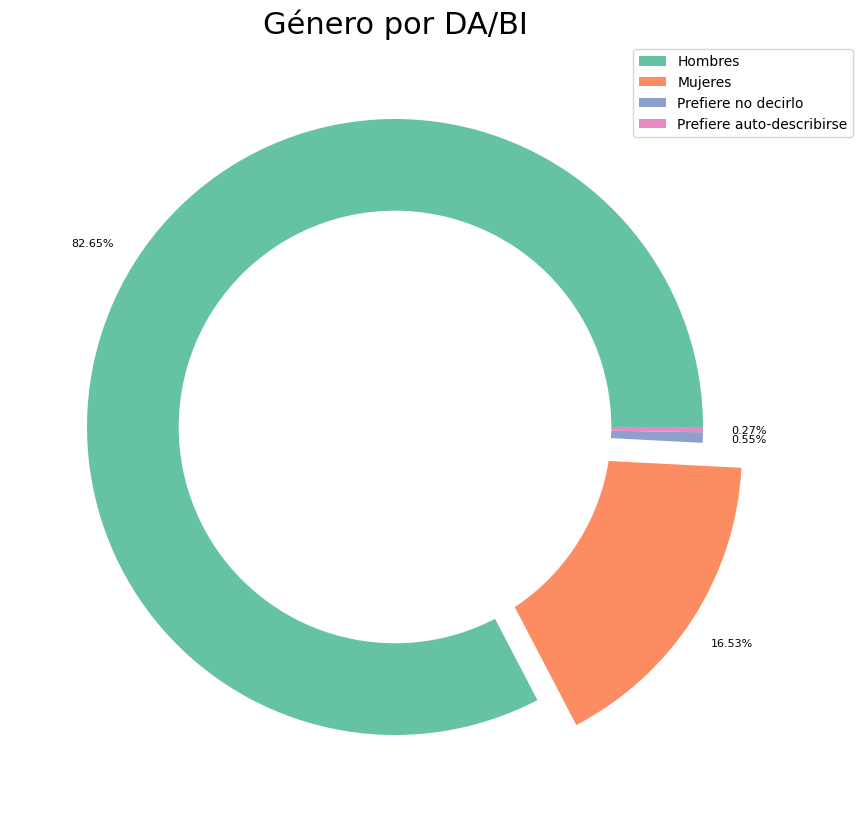 Género por DA/BI
Hombres
Mujeres
Prefiere no decirlo
Prefiere auto-describirse
82.65%
0.27%
0.55%
16.53%